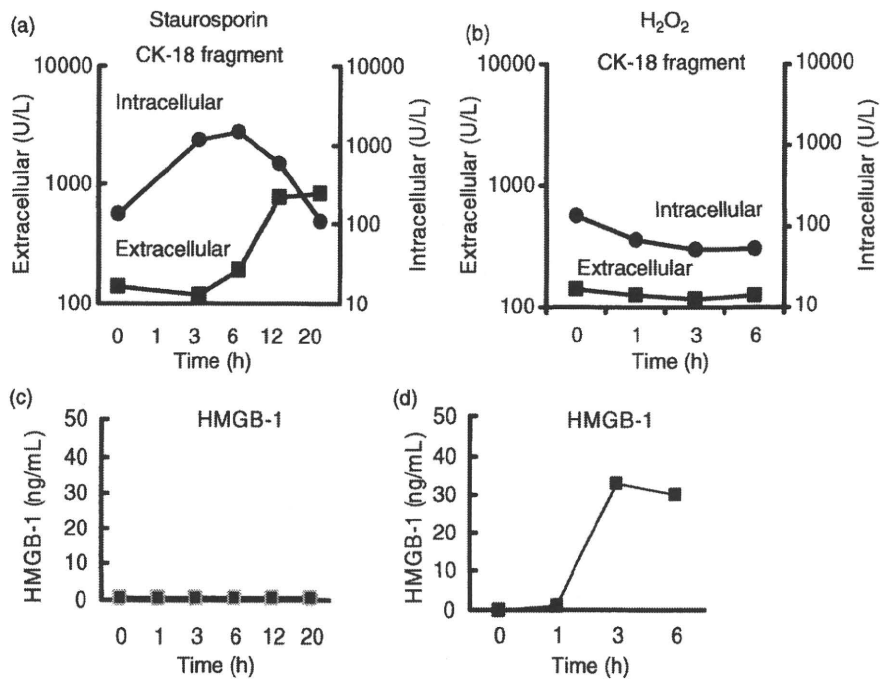 (a) Staurosporin
CK-18 fragment
Extracellular (U/L)
10000
1000
100
Intracellular
Extracellular
10000
1000
100
10
Intracellular (U/L)
0 1 3 6 12 20
Time (h)
(b) H₂O₂
CK-18 fragment
Extracellular (U/L)
10000
1000
100
Intracellular
Extracellular
10000
1000
100
10
Intracellular (U/L)
0 1 3 6
Time (h)
(c) HMGB-1
HMGB-1 (ng/mL)
50
40
30
20
10
0
0 1 3 6 12 20
Time (h)
(d) HMGB-1
HMGB-1 (ng/mL)
50
40
30
20
10
0
0 1 3 6
Time (h)